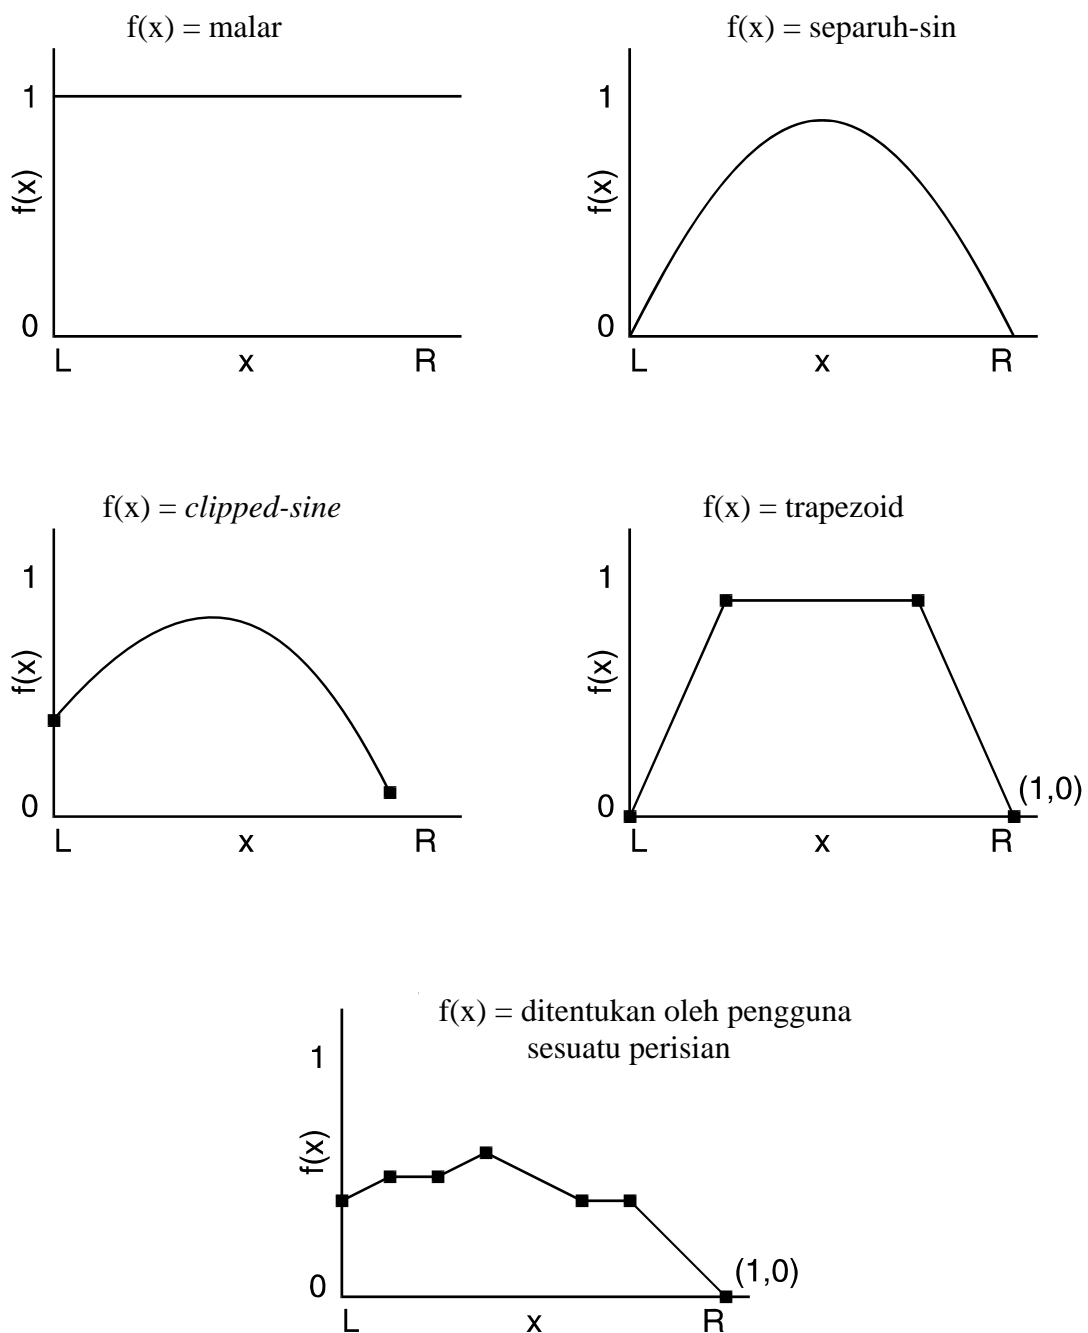 f(x) = malar
1
f(x)
0
L x R
f(x) = separuh-sin
1
f(x)
0
L x R
f(x) = clipped-sine
1
f(x)
0
L x R
f(x) = trapezoid
1
f(x)
0
(1,0)
L x R
f(x) = ditentukan oleh pengguna
sesuatu perisian
1
f(x)
0
(1,0)
L x R